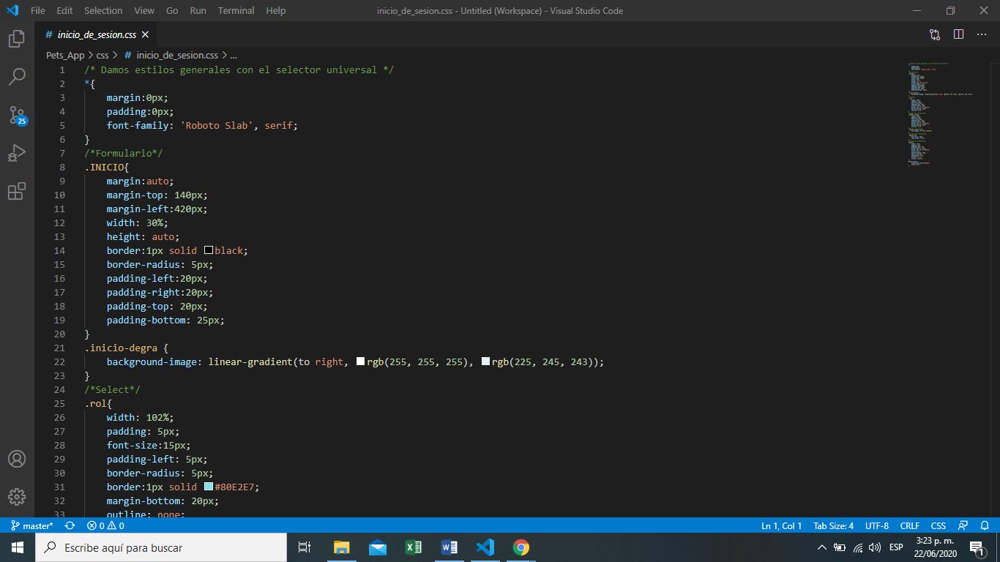 File Edit Selection View Go Run Terminal Help inicio_de_sesion.css - Untitled (Workspace) - Visual Studio Code
# inicio_de_sesion.css
Pets_App > css > # inicio_de_sesion.css > ...
1 /* Damos estilos generales con el selector universal */
2 *{
3 margin:0px;
4 padding:0px;
5 font-family: 'Roboto Slab', serif;
6 }
7 /*Formulario*/
8 .INICIO{
9 margin:auto;
10 margin-top: 140px;
11 margin-left:420px;
12 width: 30%;
13 height: auto;
14 border:1px solid black;
15 border-radius: 5px;
16 padding-left:20px;
17 padding-right:20px;
18 padding-top: 20px;
19 padding-bottom: 25px;
20 }
21 .inicio-degra {
22 background-image: linear-gradient(to right, rgb(255, 255, 255), rgb(225, 245, 243));
23 }
24 /*Select*/
25 .rol{
26 width: 102%;
27 padding: 5px;
28 font-size:15px;
29 padding-left: 5px;
30 border-radius: 5px;
31 border:1px solid #80E2E7;
32 margin-bottom: 20px;
33 outline: none;
25
master* 0 0 Ln 1, Col 1 Tab Size: 4 UTF-8 CRLF CSS
Escribe aquí para buscar
ESP
3:23 p. m.
22/06/2020
1